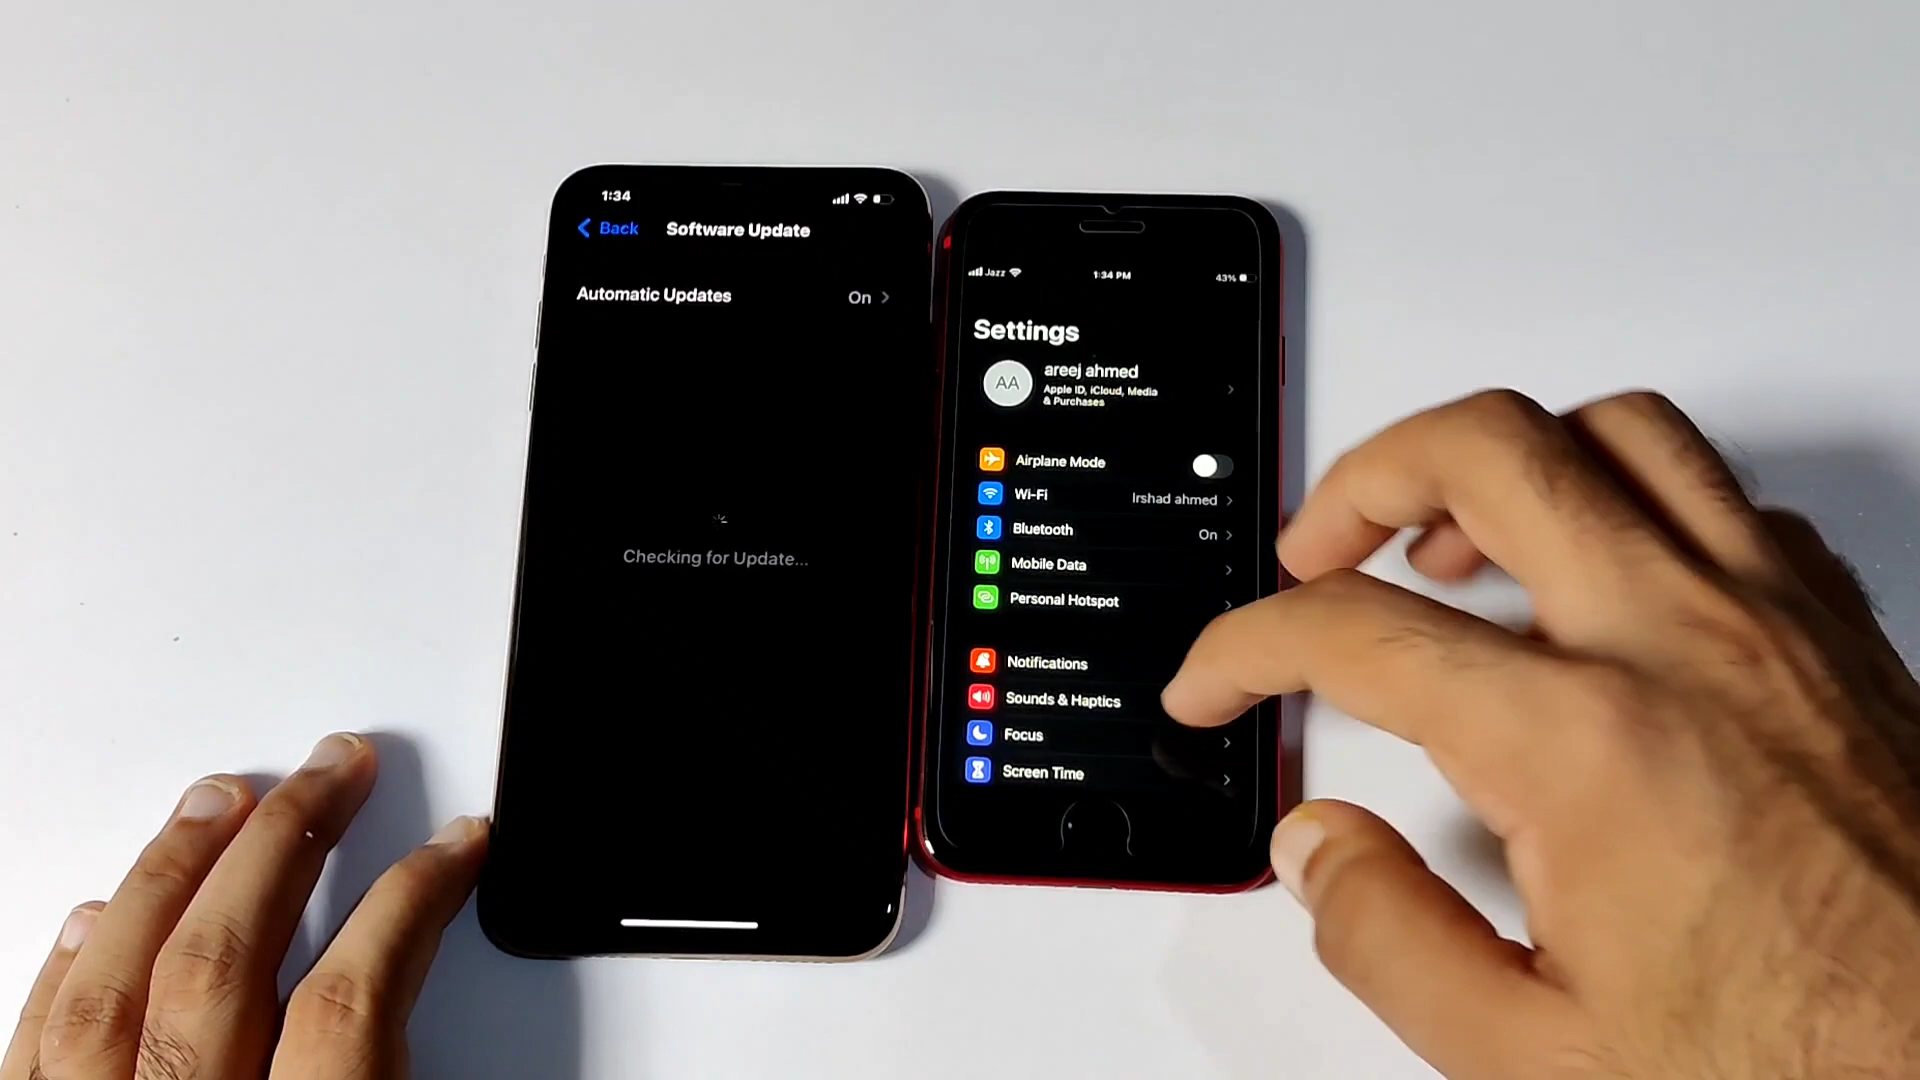 1:34
Back Software Update
Automatic Updates On
Checking for Update...
Jazz 1:34 PM 43%
Settings
AA
areej ahmed
Apple ID, iCloud, Media
& Purchases
Airplane Mode
Wi-Fi Irshad ahmed
Bluetooth On
Mobile Data
Personal Hotspot
Notifications
Sounds & Haptics
Focus
Screen Time